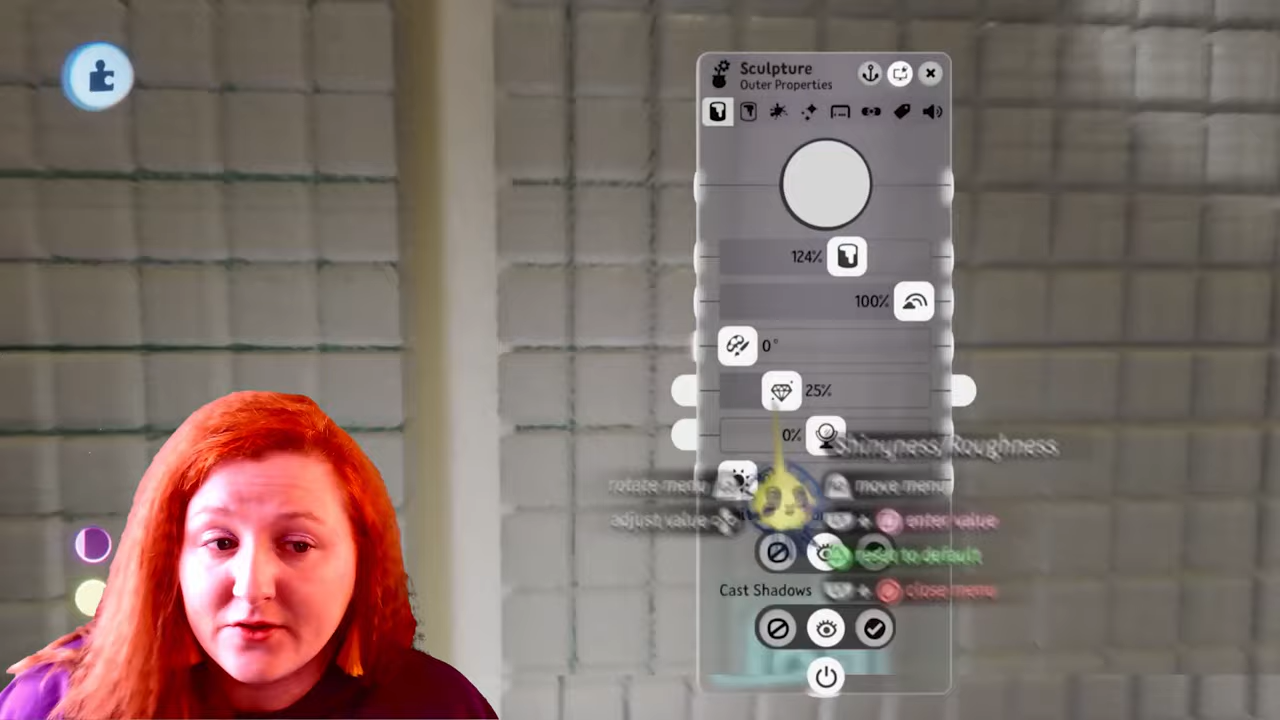 Sculpture
Outer Properties
124%
100%
0°
25%
0%
Shinyness/Roughness
rotate menu
move menu
adjust value
enter value
reset to default
Cast Shadows
close menu